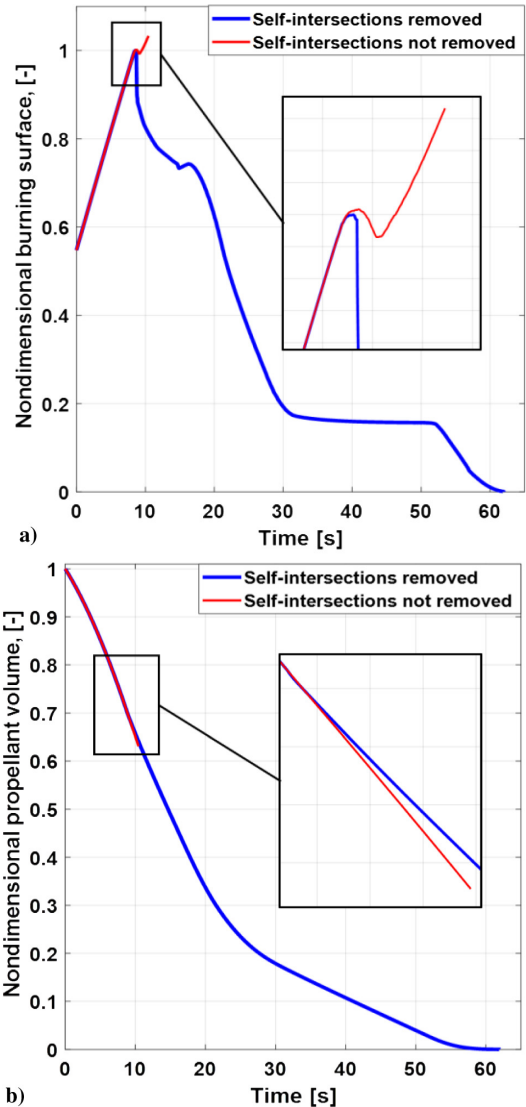 Self-intersections removed
Self-intersections not removed
Nondimensional burning surface, [-]
1
0.8
0.6
0.4
0.2
0
0 10 20 30 40 50 60
Time [s]
a)
Self-intersections removed
Self-intersections not removed
Nondimensional propellant volume, [-]
1
0.9
0.8
0.7
0.6
0.5
0.4
0.3
0.2
0.1
0
0 10 20 30 40 50 60
Time [s]
b)